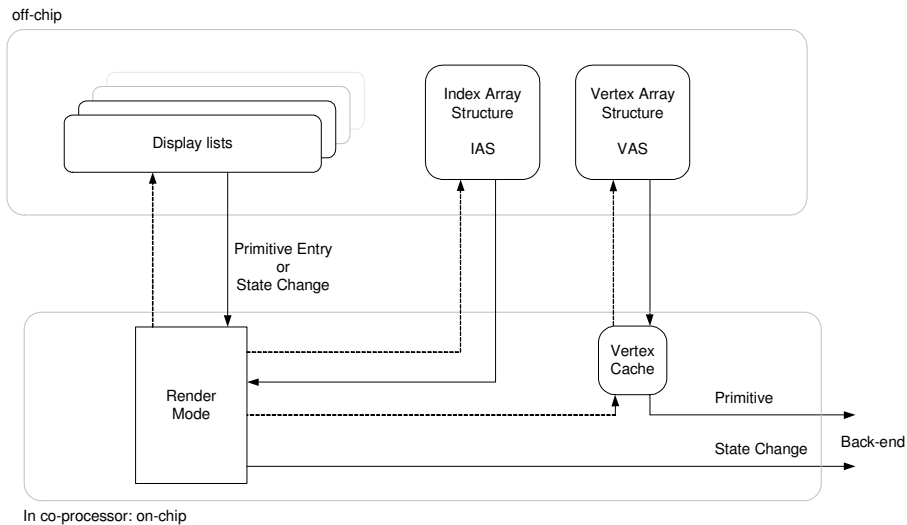 off-chip
Display lists
Index Array
Structure
IAS
Vertex Array
Structure
VAS
Primitive Entry
or
State Change
Render
Mode
Vertex
Cache
Primitive
State Change
Back-end
In co-processor: on-chip